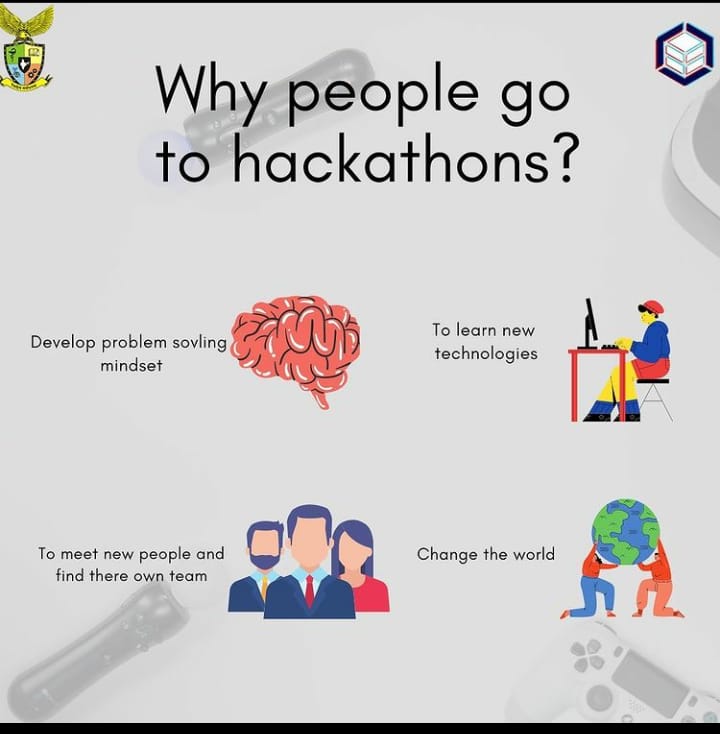 Why people go
to hackathons?
Develop problem sovling
mindset
To learn new
technologies
To meet new people and
find there own team
Change the world